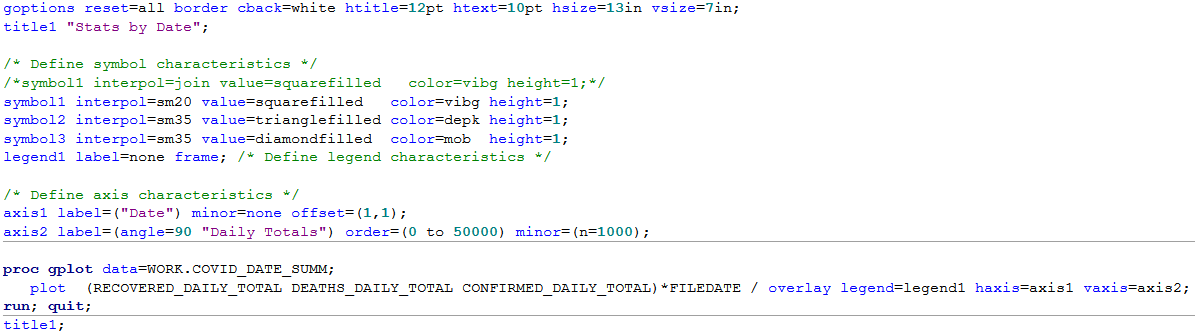 goptions reset=all border cback=white htitle=12pt htext=10pt hsize=13in vsize=7in;
title1 "Stats by Date";
/* Define symbol characteristics */
/*symbol1 interpol=join value=squarefilled   color=vibg height=1;*/
symbol1 interpol=sm20 value=squarefilled   color=vibg height=1;
symbol2 interpol=sm35 value=trianglefilled color=depk height=1;
symbol3 interpol=sm35 value=diamondfilled  color=mob  height=1;
legend1 label=none frame; /* Define legend characteristics */
/* Define axis characteristics */
axis1 label=("Date") minor=none offset=(1,1);
axis2 label=(angle=90 "Daily Totals") order=(0 to 50000) minor=(n=1000);
proc gplot data=WORK.COVID_DATE_SUMM;
   plot  (RECOVERED_DAILY_TOTAL DEATHS_DAILY_TOTAL CONFIRMED_DAILY_TOTAL)*FILEDATE / overlay legend=legend1 haxis=axis1 vaxis=axis2;
run; quit;
title1;